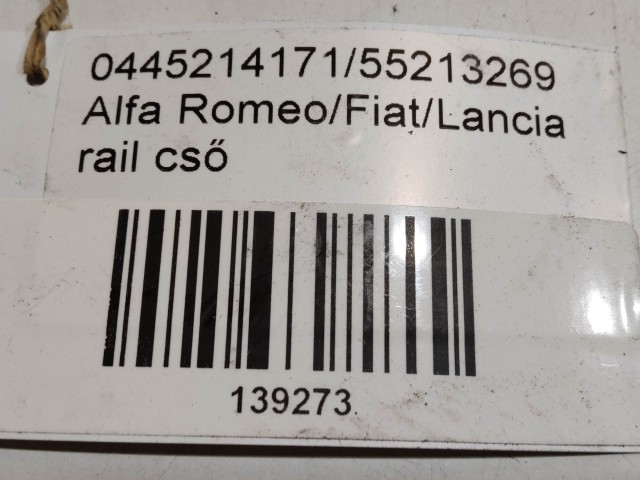 0445214171/55213269
Alfa Romeo/Fiat/Lancia
rail cső
139273